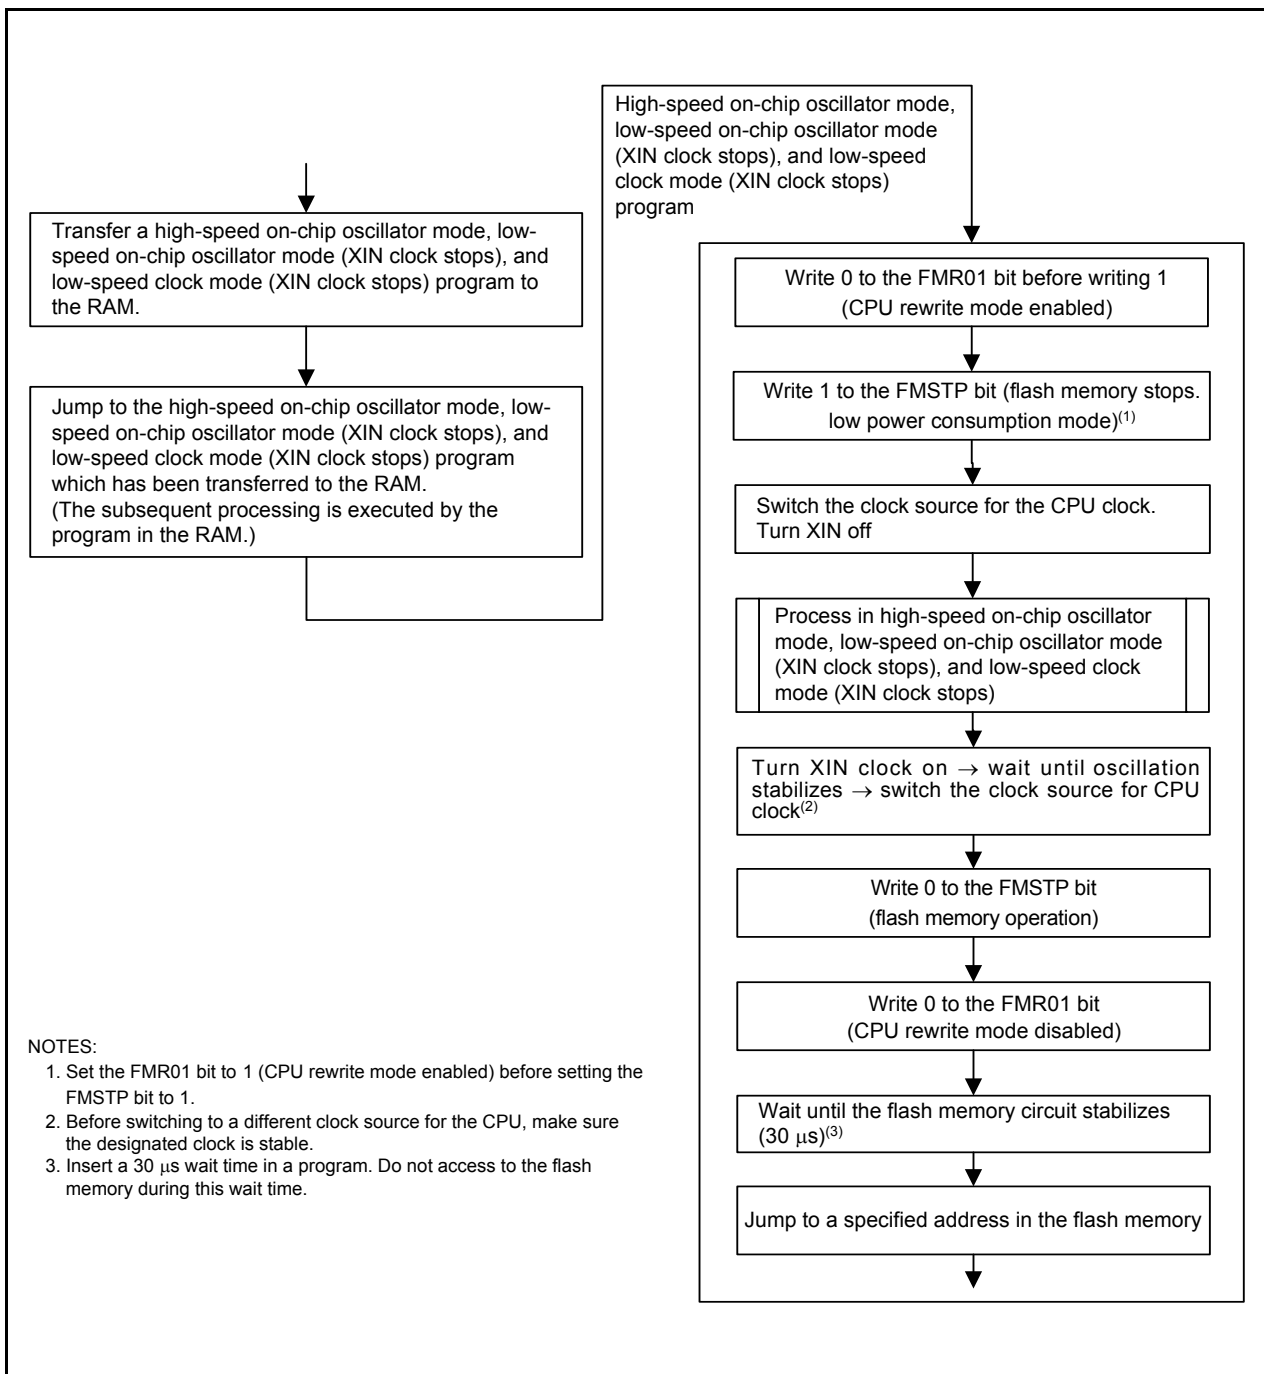 Transfer a high-speed on-chip oscillator mode, low-
speed on-chip oscillator mode (XIN clock stops), and
low-speed clock mode (XIN clock stops) program to
the RAM.
Jump to the high-speed on-chip oscillator mode, low-
speed on-chip oscillator mode (XIN clock stops), and
low-speed clock mode (XIN clock stops) program
which has been transferred to the RAM.
(The subsequent processing is executed by the
program in the RAM.)
High-speed on-chip oscillator mode,
low-speed on-chip oscillator mode
(XIN clock stops), and low-speed
clock mode (XIN clock stops)
program
Write 0 to the FMR01 bit before writing 1
(CPU rewrite mode enabled)
Write 1 to the FMSTP bit (flash memory stops.
low power consumption mode)(1)
Switch the clock source for the CPU clock.
Turn XIN off
Process in high-speed on-chip oscillator
mode, low-speed on-chip oscillator mode
(XIN clock stops), and low-speed clock
mode (XIN clock stops)
Turn XIN clock on → wait until oscillation
stabilizes → switch the clock source for CPU
clock(2)
Write 0 to the FMSTP bit
(flash memory operation)
Write 0 to the FMR01 bit
(CPU rewrite mode disabled)
Wait until the flash memory circuit stabilizes
(30 μs)(3)
Jump to a specified address in the flash memory
NOTES:
1. Set the FMR01 bit to 1 (CPU rewrite mode enabled) before setting the
FMSTP bit to 1.
2. Before switching to a different clock source for the CPU, make sure
the designated clock is stable.
3. Insert a 30 μs wait time in a program. Do not access to the flash
memory during this wait time.